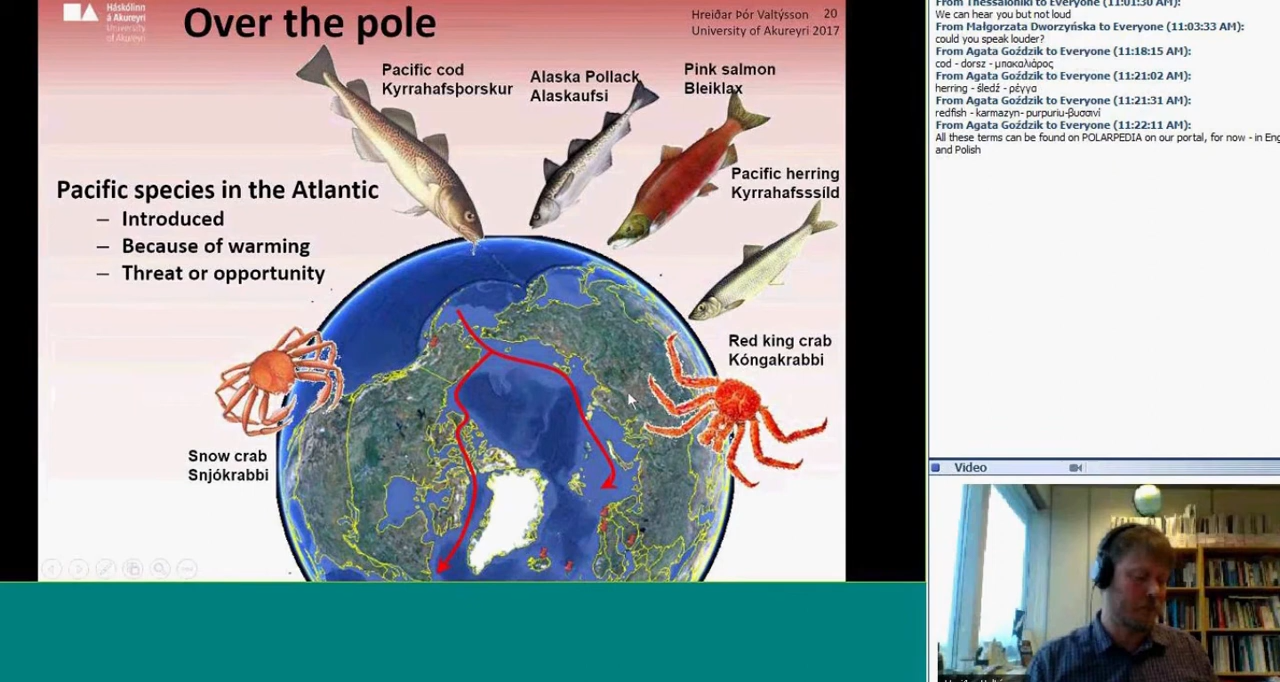 Háskólinn
á Akureyri
University
of Akureyri
Over the pole
Hreiðar Þór Valtýsson 20
University of Akureyri 2017
Pacific cod
Kyrrahafsþorskur
Alaska Pollack
Alaskaufsi
Pink salmon
Bleiklax
Pacific herring
Kyrrahafsssíld
Pacific species in the Atlantic
– Introduced
– Because of warming
– Threat or opportunity
Red king crab
Kóngakrabbi
Snow crab
Snjókrabbi
From Thessaloniki to Everyone (11:01:30 AM):
We can hear you but not loud
From Małgorzata Dworzyńska to Everyone (11:03:33 AM):
could you speak louder?
From Agata Goździk to Everyone (11:18:15 AM):
cod - dorsz - μπακαλιάρος
From Agata Goździk to Everyone (11:21:02 AM):
herring - śledź - ρέγγα
From Agata Goździk to Everyone (11:21:31 AM):
redfish - karmazyn- purpuriu-βυσσινί
From Agata Goździk to Everyone (11:22:11 AM):
All these terms can be found on POLARPEDIA on our portal, for now - in Eng
and Polish
Video